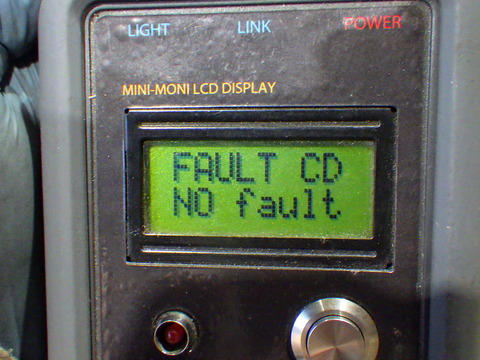 LIGHT LINK POWER
MINI-MONI LCD DISPLAY
FAULT CD
NO fault